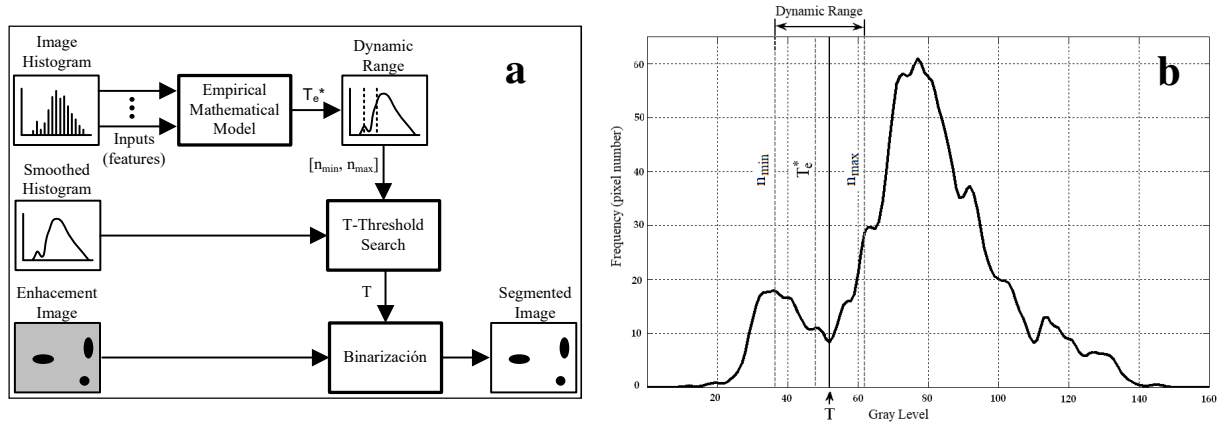 Image
Histogram
Inputs
(features)
Empirical
Mathematical
Model
Te*
Dynamic
Range
a
[nmin, nmax]
Smoothed
Histogram
T-Threshold
Search
T
Enhacement
Image
Binarización
Segmented
Image
Dynamic Range
b
nmin
Te*
nmax
Frequency (pixel number)
60
50
40
30
20
10
0
20
40
60
80
100
120
140
160
T
Gray Level